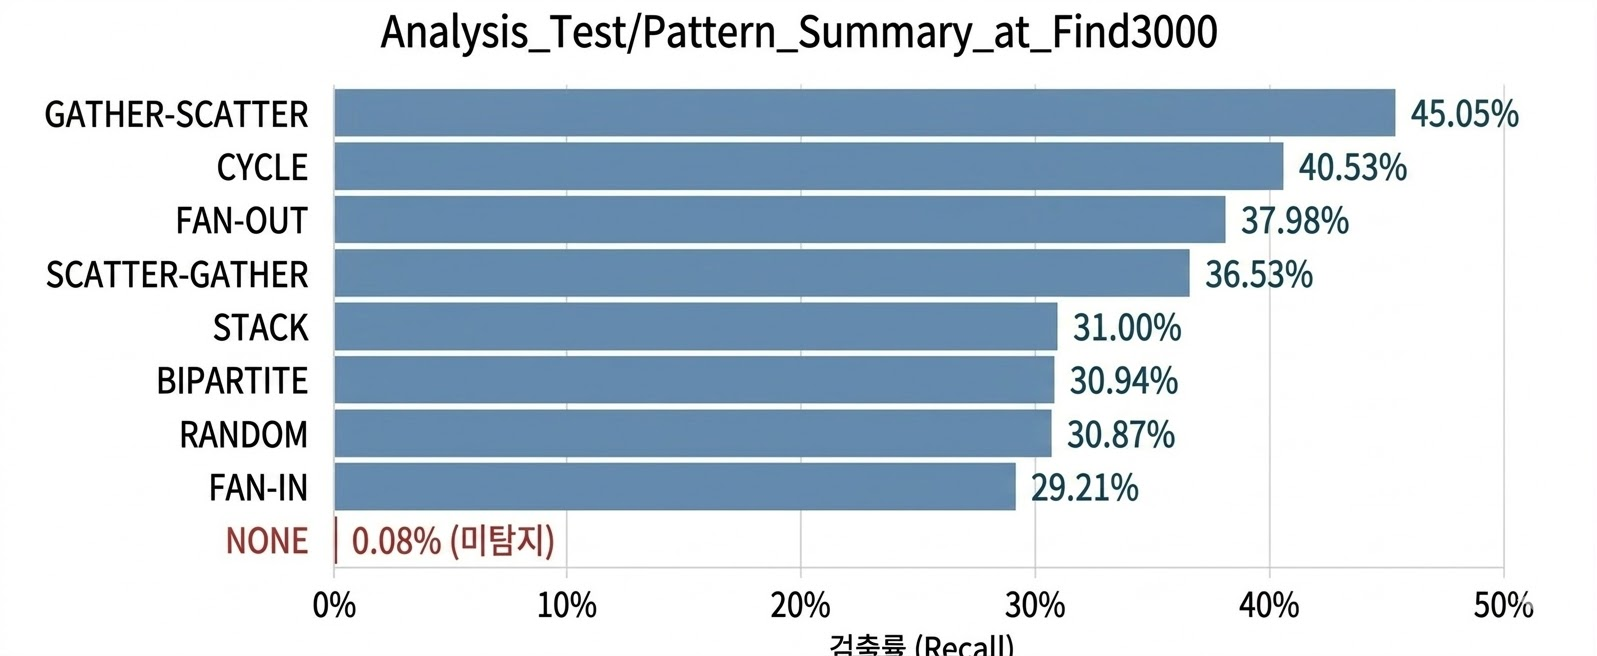 Analysis_Test/Pattern_Summary_at_Find3000
GATHER-SCATTER 45.05%
CYCLE 40.53%
FAN-OUT 37.98%
SCATTER-GATHER 36.53%
STACK 31.00%
BIPARTITE 30.94%
RANDOM 30.87%
FAN-IN 29.21%
NONE 0.08% (미탐지)
0% 10% 20% 30% 40% 50%
검출률 (Recall)